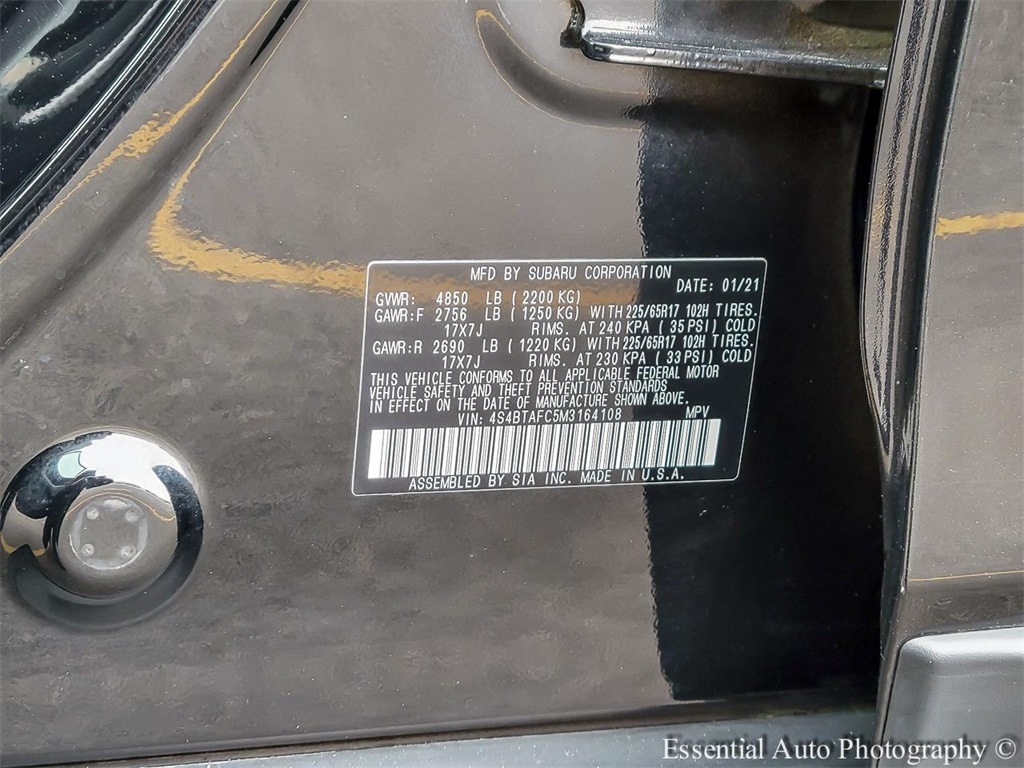 MFD BY SUBARU CORPORATION
DATE: 01/21
GVWR: 4850 LB ( 2200 KG)
GAWR:F 2756 LB ( 1250 KG) WITH 225/65R17 102H TIRES.
17X7J RIMS. AT 240 KPA ( 35 PSI) COLD
GAWR:R 2690 LB ( 1220 KG) WITH 225/65R17 102H TIRES.
17X7J RIMS. AT 230 KPA ( 33 PSI) COLD
THIS VEHICLE CONFORMS TO ALL APPLICABLE FEDERAL MOTOR
VEHICLE SAFETY AND THEFT PREVENTION STANDARDS
IN EFFECT ON THE DATE OF MANUFACTURE SHOWN ABOVE.
VIN: 4S4BTAFC5M3164108 MPV
ASSEMBLED BY SIA INC. MADE IN U.S.A.
Essential Auto Photography ©